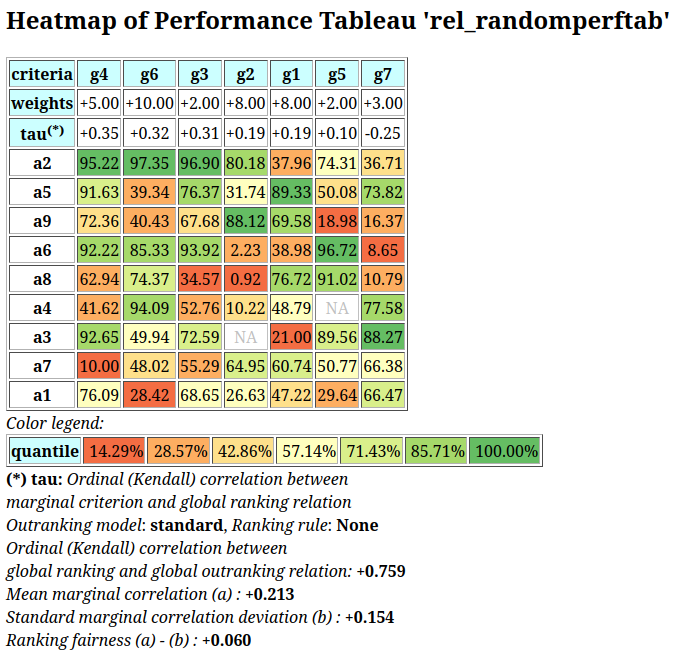 Heatmap of Performance Tableau 'rel_randomperftab'
criteria g4 g6 g3 g2 g1 g5 g7
weights +5.00 +10.00 +2.00 +8.00 +8.00 +2.00 +3.00
tau(*) +0.35 +0.32 +0.31 +0.19 +0.19 +0.10 -0.25
a2 95.22 97.35 96.90 80.18 37.96 74.31 36.71
a5 91.63 39.34 76.37 31.74 89.33 50.08 73.82
a9 72.36 40.43 67.68 88.12 69.58 18.98 16.37
a6 92.22 85.33 93.92 2.23 38.98 96.72 8.65
a8 62.94 74.37 34.57 0.92 76.72 91.02 10.79
a4 41.62 94.09 52.76 10.22 48.79 NA 77.58
a3 92.65 49.94 72.59 NA 21.00 89.56 88.27
a7 10.00 48.02 55.29 64.95 60.74 50.77 66.38
a1 76.09 28.42 68.65 26.63 47.22 29.64 66.47
Color legend:
quantile 14.29% 28.57% 42.86% 57.14% 71.43% 85.71% 100.00%
(*) tau: Ordinal (Kendall) correlation between
marginal criterion and global ranking relation
Outranking model: standard, Ranking rule: None
Ordinal (Kendall) correlation between
global ranking and global outranking relation: +0.759
Mean marginal correlation (a) : +0.213
Standard marginal correlation deviation (b) : +0.154
Ranking fairness (a) - (b) : +0.060